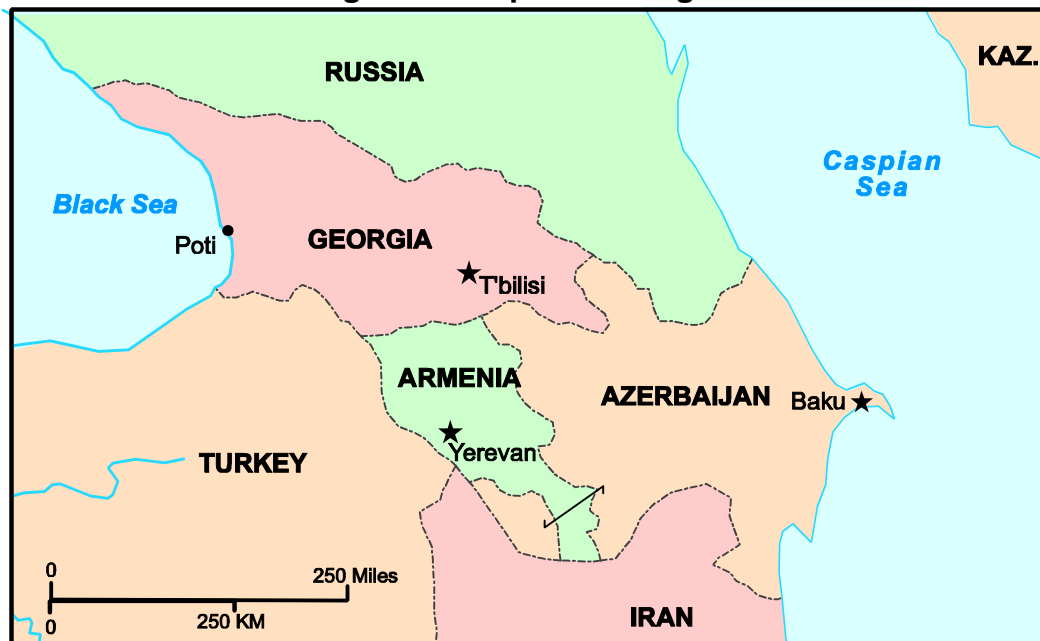 RUSSIA
KAZ.
Caspian
Sea
Black Sea
Poti
GEORGIA
T'bilisi
ARMENIA
AZERBAIJAN
Baku
Yerevan
TURKEY
0
250 Miles
0
250 KM
IRAN